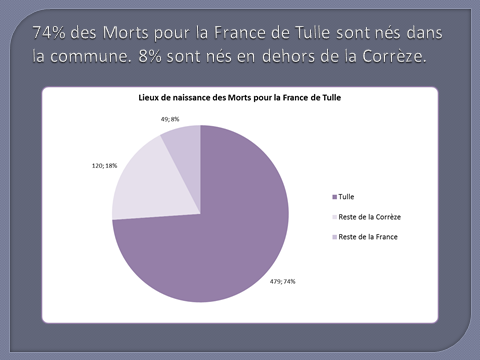 74% des Morts pour la France de Tulle sont nés dans
la commune. 8% sont nés en dehors de la Corrèze.
Lieux de naissance des Morts pour la France de Tulle
49; 8%
120; 18%
Tulle
Reste de la Corrèze
Reste de la France
479; 74%